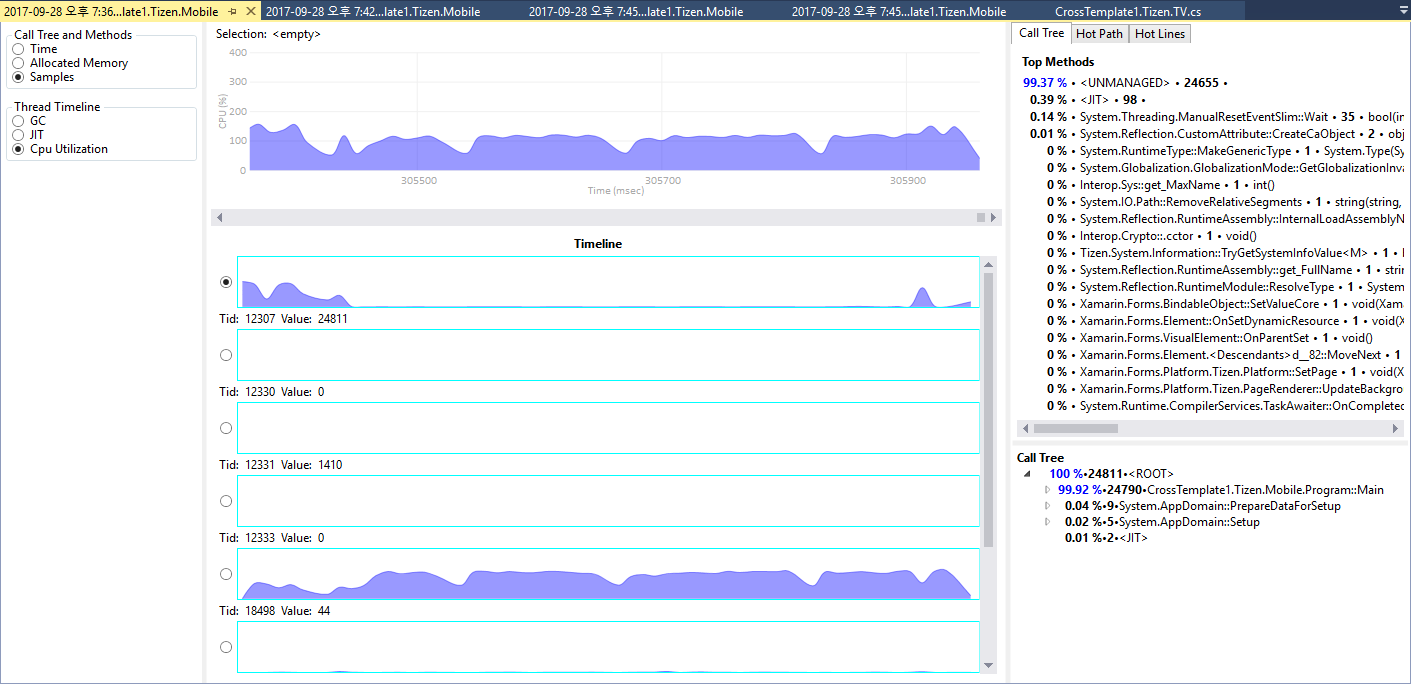 2017-09-28 오후 7:36...late1.Tizen.Mobile
2017-09-28 오후 7:42...late1.Tizen.Mobile
2017-09-28 오후 7:45...late1.Tizen.Mobile
2017-09-28 오후 7:45...late1.Tizen.Mobile
CrossTemplate1.Tizen.TV.cs
Call Tree and Methods
Time
Allocated Memory
Samples
Thread Timeline
GC
JIT
Cpu Utilization
Selection: <empty>
CPU (%)
400
300
200
100
0
305500
305700
305900
Time (msec)
Timeline
Tid: 12307 Value: 24811
Tid: 12330 Value: 0
Tid: 12331 Value: 1410
Tid: 12333 Value: 0
Tid: 18498 Value: 44
Call Tree
Hot Path
Hot Lines
Top Methods
99.37 % • <UNMANAGED> • 24655 •
0.39 % • <JIT> • 98 •
0.14 % • System.Threading.ManualResetEventSlim::Wait • 35 • bool(in
0.01 % • System.Reflection.CustomAttribute::CreateCaObject • 2 • obj
0 % • System.RuntimeType::MakeGenericType • 1 • System.Type(Sy
0 % • System.Globalization.GlobalizationMode::GetGlobalizationInva
0 % • Interop.Sys::get_MaxName • 1 • int()
0 % • System.IO.Path::RemoveRelativeSegments • 1 • string(string,
0 % • System.Reflection.RuntimeAssembly::InternalLoadAssemblyN
0 % • Interop.Crypto::.cctor • 1 • void()
0 % • Tizen.System.Information::TryGetSystemInfoValue<M> • 1 •
0 % • System.Reflection.RuntimeAssembly::get_FullName • 1 • strin
0 % • System.Reflection.RuntimeModule::ResolveType • 1 • System
0 % • Xamarin.Forms.BindableObject::SetValueCore • 1 • void(Xam
0 % • Xamarin.Forms.Element::OnSetDynamicResource • 1 • void(X
0 % • Xamarin.Forms.VisualElement::OnParentSet • 1 • void()
0 % • Xamarin.Forms.Element.<Descendants>d__82::MoveNext • 1
0 % • Xamarin.Forms.Platform.Tizen.Platform::SetPage • 1 • void(X
0 % • Xamarin.Forms.Platform.Tizen.PageRenderer::UpdateBackgro
0 % • System.Runtime.CompilerServices.TaskAwaiter::OnCompleted
Call Tree
100 %•24811•<ROOT>
99.92 %•24790•CrossTemplate1.Tizen.Mobile.Program::Main
0.04 %•9•System.AppDomain::PrepareDataForSetup
0.02 %•5•System.AppDomain::Setup
0.01 %•2•<JIT>